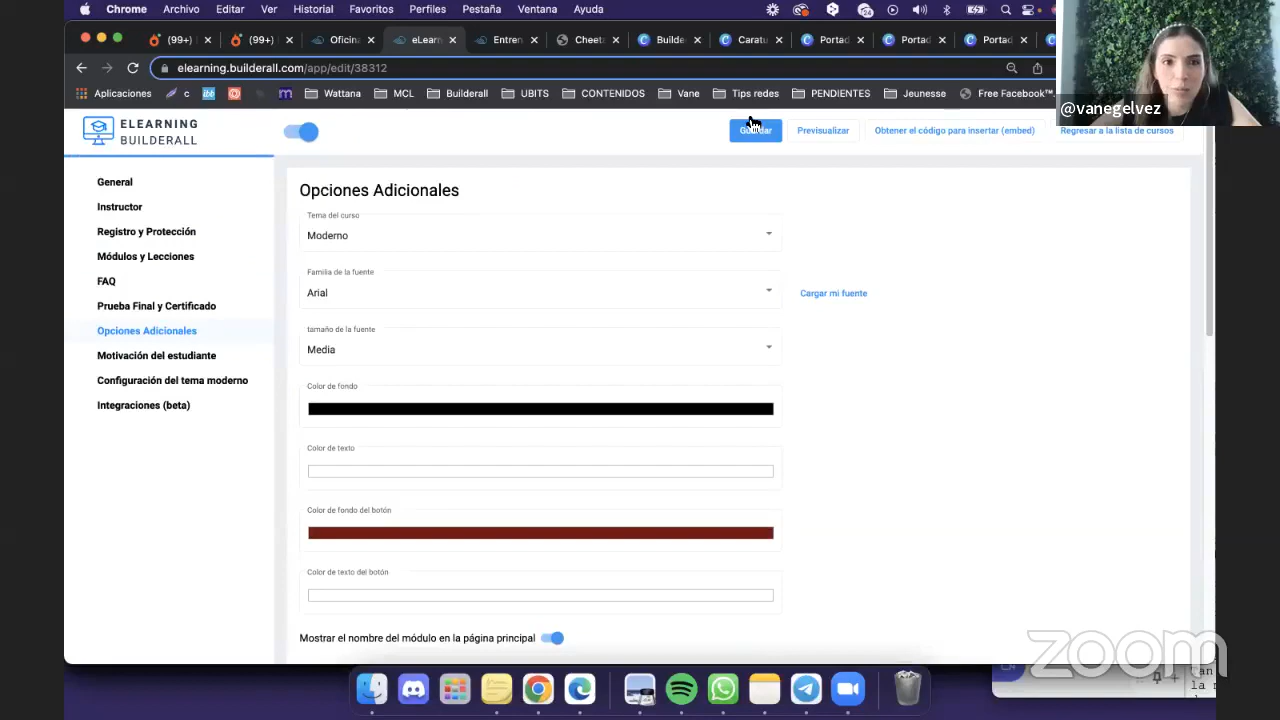 Chrome Archivo Editar Ver Historial Favoritos Perfiles Pestaña Ventana Ayuda
(99+) (99+) Oficin eLearn Entren Cheeta Builde Caratu Portad Portad Portad
elearning.builderall.com/app/edit/38312
Aplicaciones c Wattana MCL Builderall UBITS CONTENIDOS Vane Tips redes PENDIENTES Jeunesse Free Facebook™
@vanegelvez
ELEARNING
BUILDERALL
Guardar Previsualizar Obtener el código para insertar (embed) Regresar a la lista de cursos
General
Instructor
Registro y Protección
Módulos y Lecciones
FAQ
Prueba Final y Certificado
Opciones Adicionales
Motivación del estudiante
Configuración del tema moderno
Integraciones (beta)
Opciones Adicionales
Tema del curso
Moderno
Familia de la fuente
Arial
Cargar mi fuente
tamaño de la fuente
Media
Color de fondo
Color de texto
Color de fondo del botón
Color de texto del botón
Mostrar el nombre del módulo en la página principal
zoom